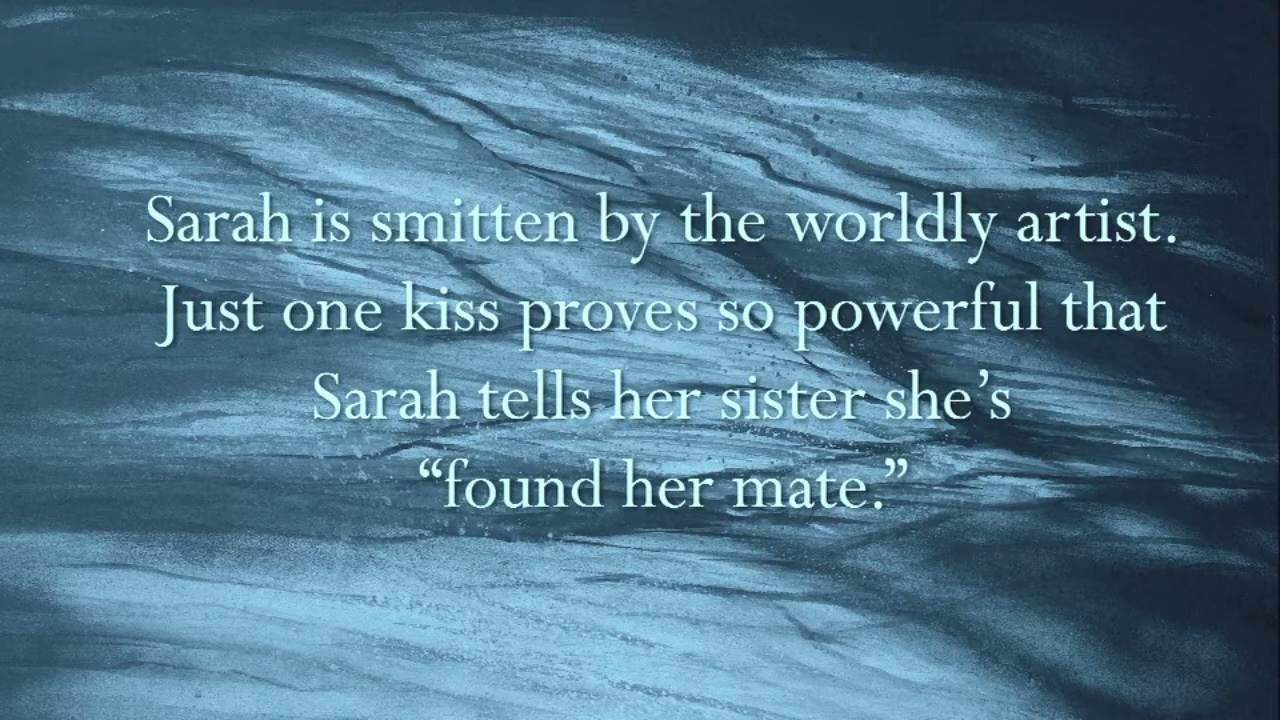 Sarah is smitten by the worldly artist.
Just one kiss proves so powerful that
Sarah tells her sister she’s
“found her mate.”